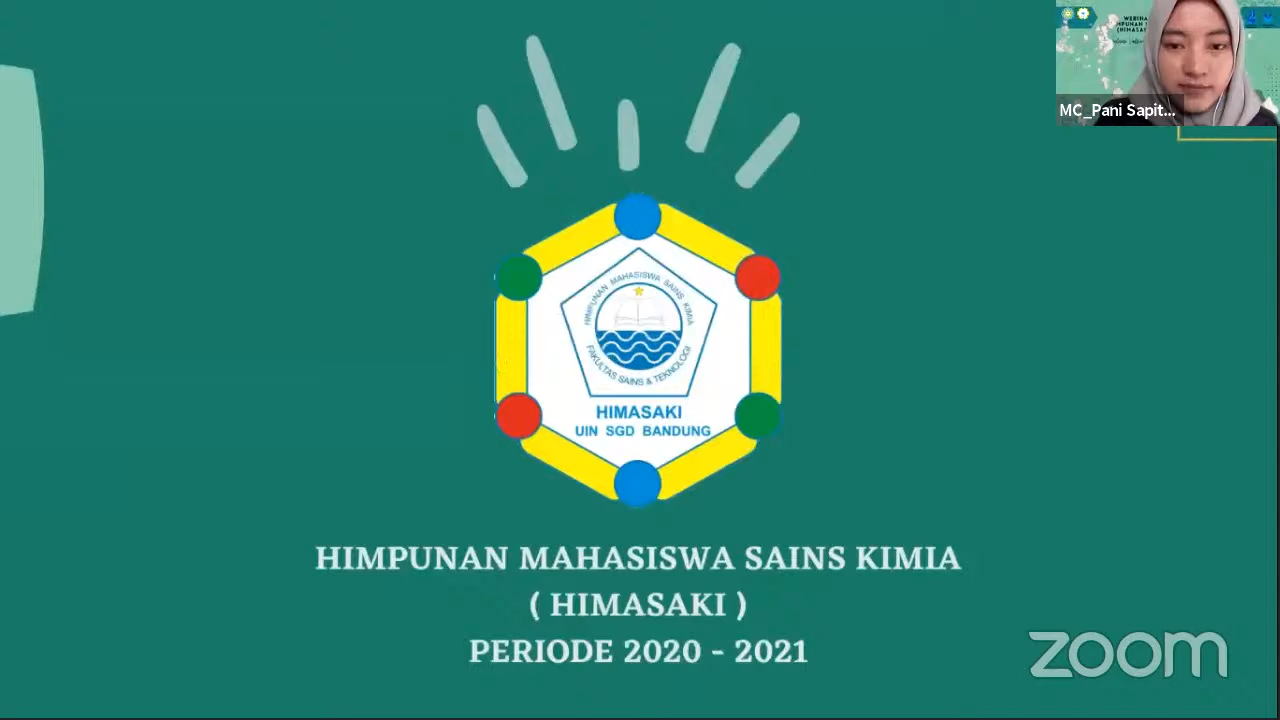 WEBINA
MC_Pani Sapit...
HIMPUNAN MAHASISWA SAINS KIMIA
FAKULTAS SAINS & TEKNOLOGI
HIMASAKI
UIN SGD BANDUNG
HIMPUNAN MAHASISWA SAINS KIMIA
( HIMASAKI )
PERIODE 2020 - 2021
zoom